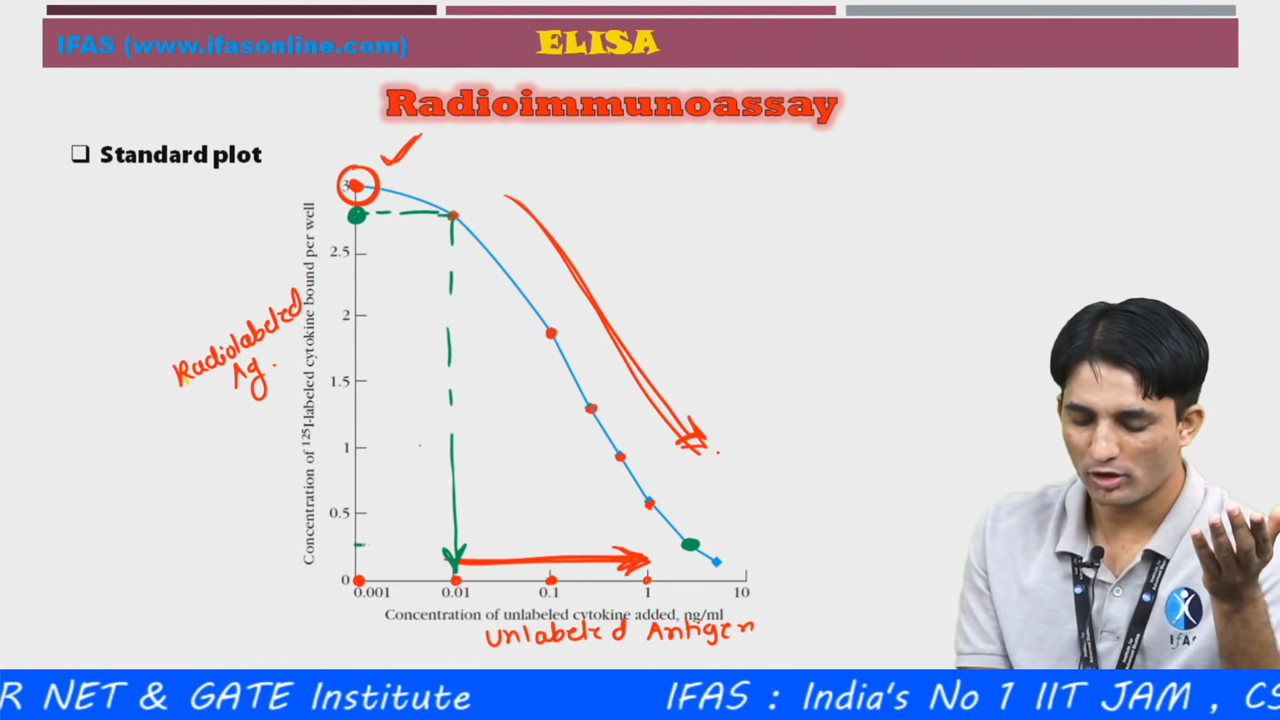 IFAS (www.ifasonline.com)
ELISA
Radioimmunoassay
❑ Standard plot
Radiolabeled
Ag.
Concentration of ¹²⁵I-labeled cytokine bound per well
3
2.5
2
1.5
1
0.5
0
0.001 0.01 0.1 1 10
Concentration of unlabeled cytokine added, ng/ml
Unlabeled Antigen
IFAS
R NET & GATE Institute IFAS : India's No 1 IIT JAM , CS